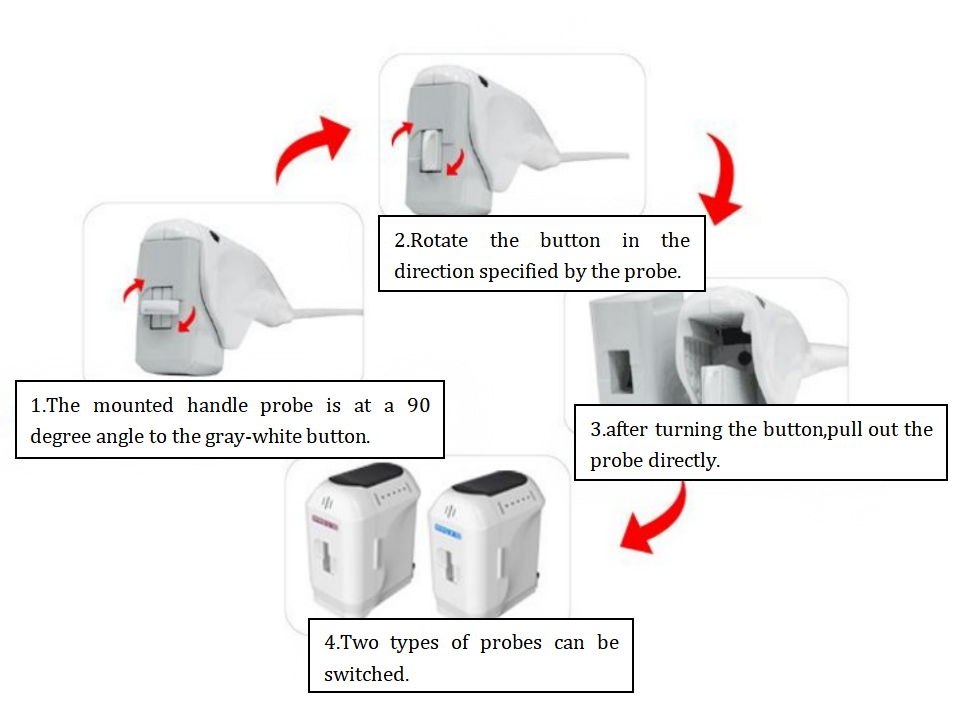 1.The mounted handle probe is at a 90
degree angle to the gray-white button.
2.Rotate the button in the
direction specified by the probe.
3.after turning the button,pull out the
probe directly.
4.Two types of probes can be
switched.